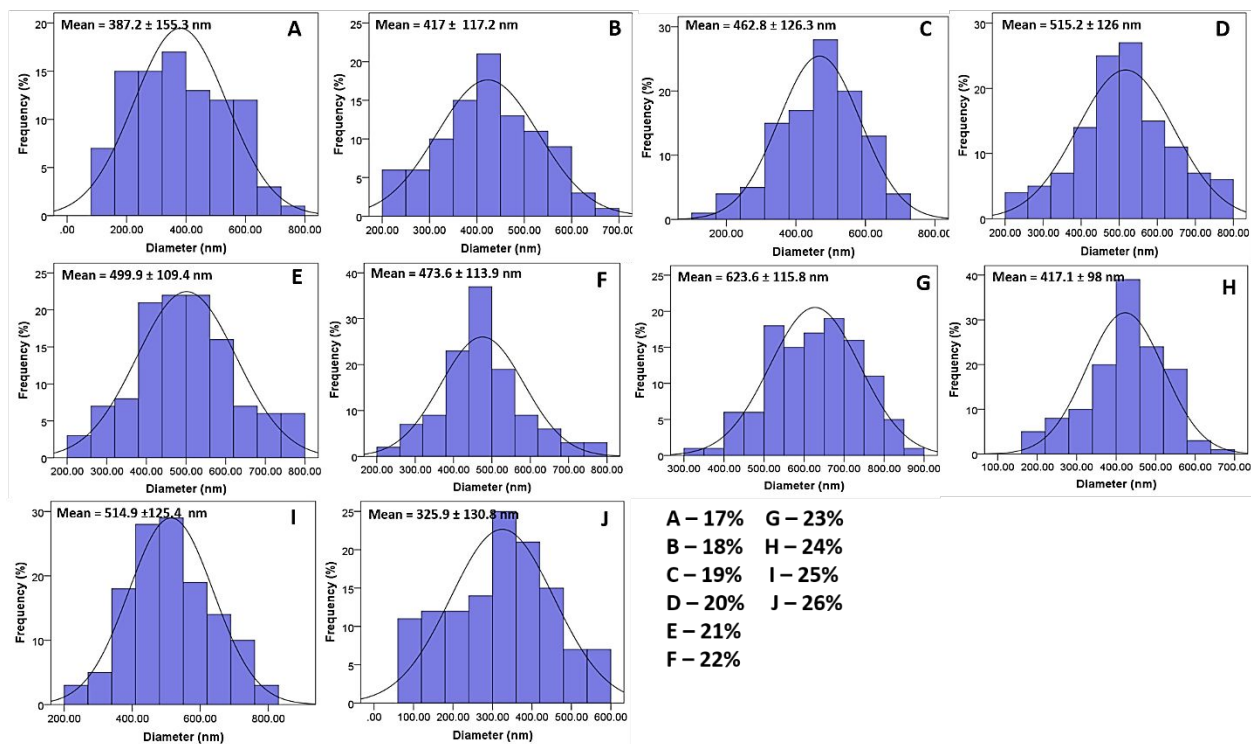 Mean = 387.2 ± 155.3 nm
A
Frequency (%)
20
15
10
5
0
.00 200.00 400.00 600.00 800.00
Diameter (nm)
Mean = 417 ± 117.2 nm
B
Frequency (%)
25
20
15
10
5
0
200.00 300.00 400.00 500.00 600.00 700.00
Diameter (nm)
Mean = 462.8 ± 126.3 nm
C
Frequency (%)
30
20
10
0
200.00 400.00 600.00 800.00
Diameter (nm)
Mean = 515.2 ± 126 nm
D
Frequency (%)
30
20
10
0
200.00 300.00 400.00 500.00 600.00 700.00 800.00
Diameter (nm)
Mean = 499.9 ± 109.4 nm
E
Frequency (%)
25
20
15
10
5
0
200.00 300.00 400.00 500.00 600.00 700.00 800.00
Diameter (nm)
Mean = 473.6 ± 113.9 nm
F
Frequency (%)
40
30
20
10
0
200.00 300.00 400.00 500.00 600.00 700.00 800.00
Diameter (nm)
Mean = 623.6 ± 115.8 nm
G
Frequency (%)
25
20
15
10
5
0
300.00 400.00 500.00 600.00 700.00 800.00 900.00
Diameter (nm)
Mean = 417.1 ± 98 nm
H
Frequency (%)
40
30
20
10
0
100.00 200.00 300.00 400.00 500.00 600.00 700.00
Diameter (nm)
Mean = 514.9 ±125.4 nm
I
Frequency (%)
30
20
10
0
200.00 400.00 600.00 800.00
Diameter (nm)
Mean = 325.9 ± 130.8 nm
J
Frequency (%)
25
20
15
10
5
0
.00 100.00 200.00 300.00 400.00 500.00 600.00
Diameter (nm)
A – 17% G – 23%
B – 18% H – 24%
C – 19% I – 25%
D – 20% J – 26%
E – 21%
F – 22%